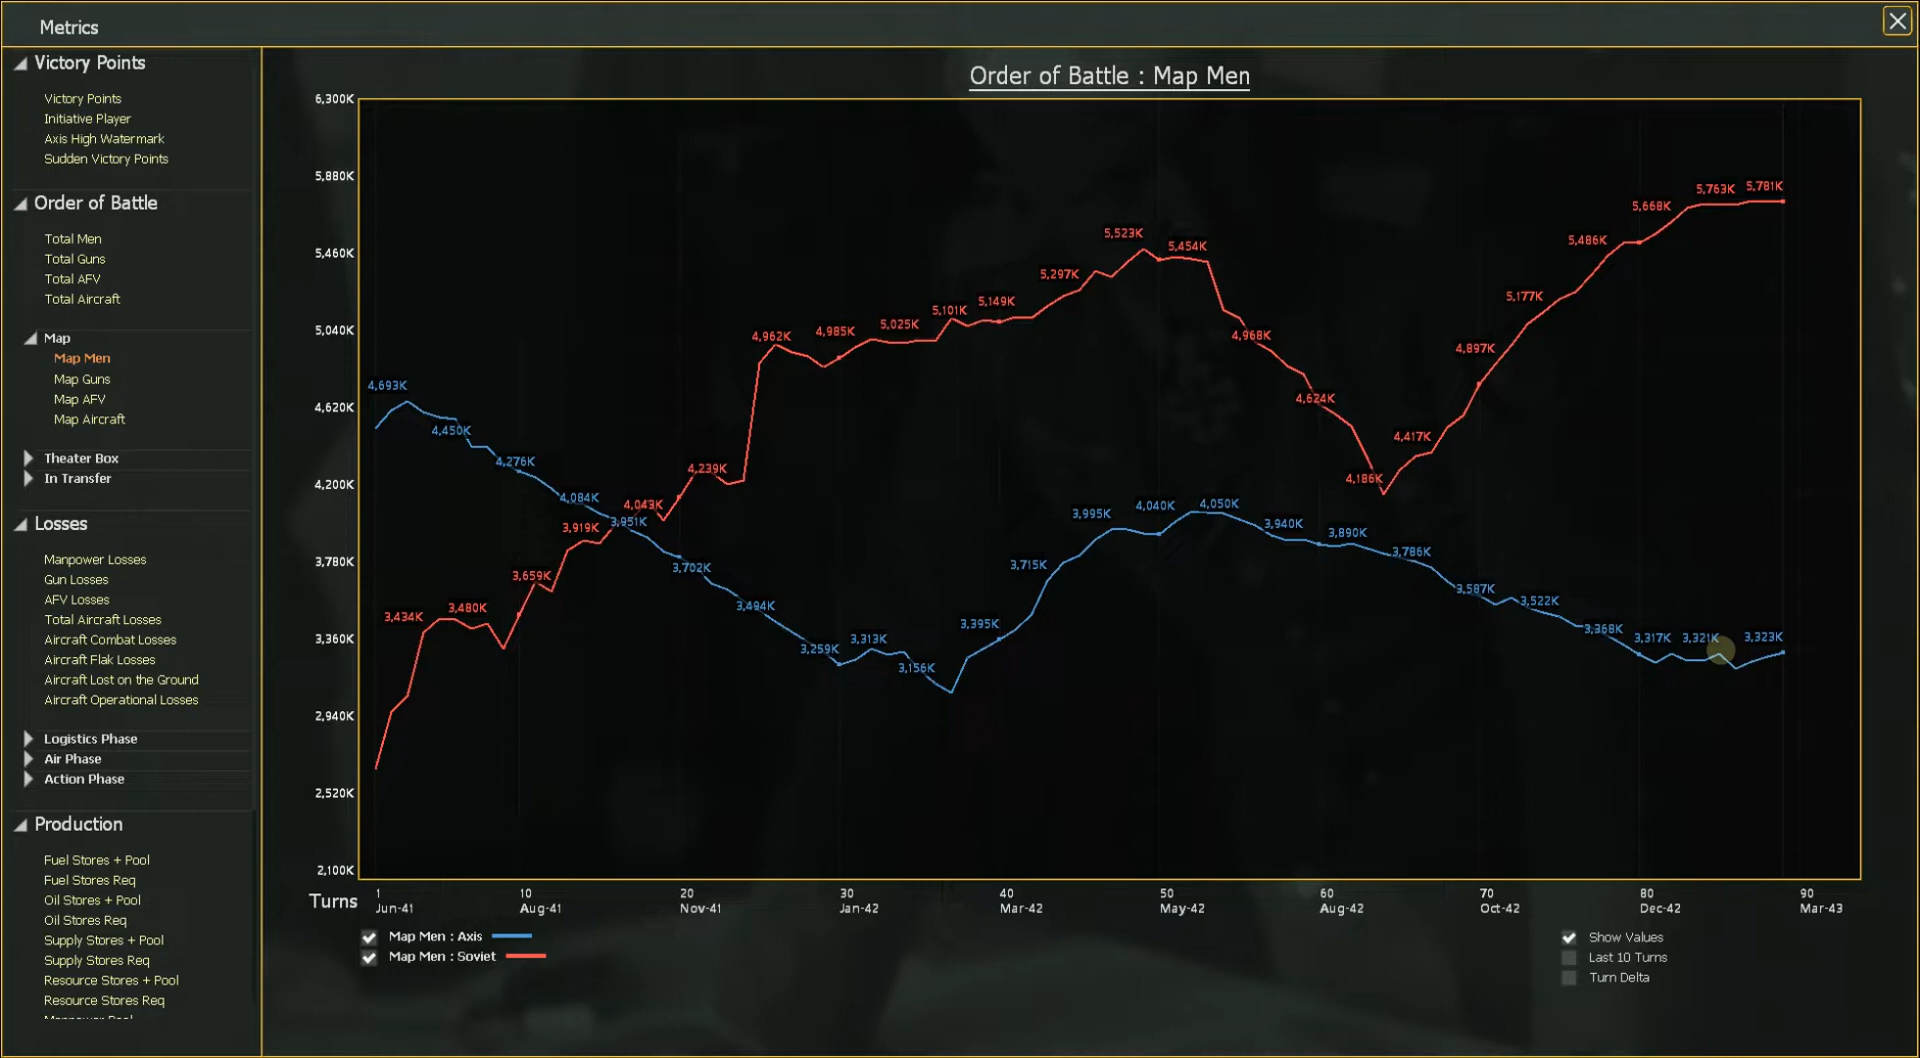 Metrics
Victory Points
Victory Points
Initiative Player
Axis High Watermark
Sudden Victory Points
Order of Battle
Total Men
Total Guns
Total AFV
Total Aircraft
Map
Map Men
Map Guns
Map AFV
Map Aircraft
Theater Box
In Transfer
Losses
Manpower Losses
Gun Losses
AFV Losses
Total Aircraft Losses
Aircraft Combat Losses
Aircraft Flak Losses
Aircraft Lost on the Ground
Aircraft Operational Losses
Logistics Phase
Air Phase
Action Phase
Production
Fuel Stores + Pool
Fuel Stores Req
Oil Stores + Pool
Oil Stores Req
Supply Stores + Pool
Supply Stores Req
Resource Stores + Pool
Resource Stores Req
Order of Battle : Map Men
6,300K
5,880K
5,460K
5,040K
4,620K
4,200K
3,780K
3,360K
2,940K
2,520K
2,100K
3,434K
3,480K
3,659K
3,919K
4,043K
4,239K
4,962K
4,985K
5,025K
5,101K
5,149K
5,297K
5,523K
5,454K
4,968K
4,624K
4,186K
4,417K
4,897K
5,177K
5,486K
5,668K
5,763K
5,781K
4,693K
4,450K
4,276K
4,084K
3,951K
3,702K
3,494K
3,259K
3,313K
3,156K
3,395K
3,715K
3,995K
4,040K
4,050K
3,940K
3,890K
3,786K
3,587K
3,522K
3,368K
3,317K
3,321K
3,323K
Turns
1 10 20 30 40 50 60 70 80 90
Jun-41 Aug-41 Nov-41 Jan-42 Mar-42 May-42 Aug-42 Oct-42 Dec-42 Mar-43
Map Men : Axis
Map Men : Soviet
Show Values
Last 10 Turns
Turn Delta